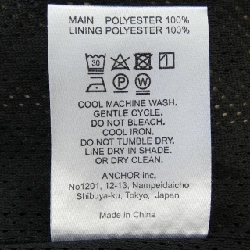 MAIN POLYESTER 100%
LINING POLYESTER 100%
30
P W
COOL MACHINE WASH.
GENTLE CYCLE.
DO NOT BLEACH.
COOL IRON.
DO NOT TUMBLE DRY.
LINE DRY IN SHADE.
OR DRY CLEAN.
ANCHOR inc.
No1201, 12-13, Nampeidaicho
Shibuya-ku, Tokyo, Japan
Made in China